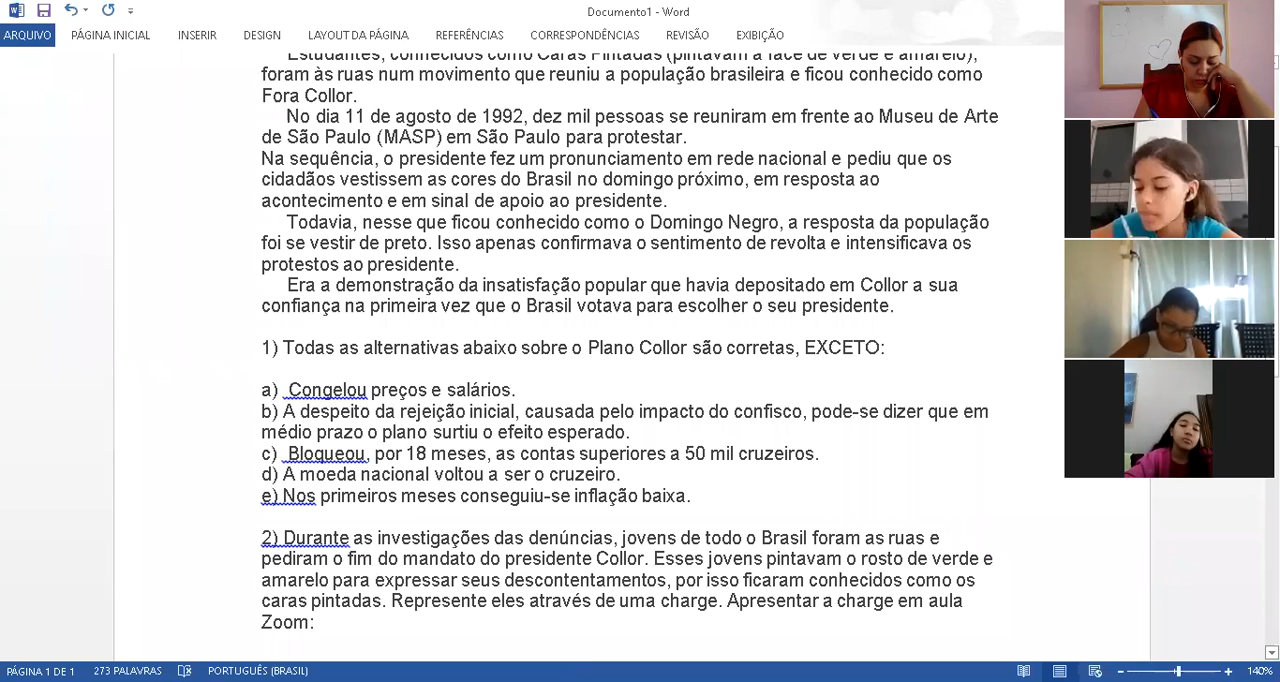 Documento1 - Word
ARQUIVO PÁGINA INICIAL INSERIR DESIGN LAYOUT DA PÁGINA REFERÊNCIAS CORRESPONDÊNCIAS REVISÃO EXIBIÇÃO
Estudantes, conhecidos como Caras Pintadas (pintavam a face de verde e amarelo),
foram às ruas num movimento que reuniu a população brasileira e ficou conhecido como
Fora Collor.
No dia 11 de agosto de 1992, dez mil pessoas se reuniram em frente ao Museu de Arte
de São Paulo (MASP) em São Paulo para protestar.
Na sequência, o presidente fez um pronunciamento em rede nacional e pediu que os
cidadãos vestissem as cores do Brasil no domingo próximo, em resposta ao
acontecimento e em sinal de apoio ao presidente.
Todavia, nesse que ficou conhecido como o Domingo Negro, a resposta da população
foi se vestir de preto. Isso apenas confirmava o sentimento de revolta e intensificava os
protestos ao presidente.
Era a demonstração da insatisfação popular que havia depositado em Collor a sua
confiança na primeira vez que o Brasil votava para escolher o seu presidente.
1) Todas as alternativas abaixo sobre o Plano Collor são corretas, EXCETO:
a) Congelou preços e salários.
b) A despeito da rejeição inicial, causada pelo impacto do confisco, pode-se dizer que em
médio prazo o plano surtiu o efeito esperado.
c) Bloqueou, por 18 meses, as contas superiores a 50 mil cruzeiros.
d) A moeda nacional voltou a ser o cruzeiro.
e) Nos primeiros meses conseguiu-se inflação baixa.
2) Durante as investigações das denúncias, jovens de todo o Brasil foram as ruas e
pediram o fim do mandato do presidente Collor. Esses jovens pintavam o rosto de verde e
amarelo para expressar seus descontentamentos, por isso ficaram conhecidos como os
caras pintadas. Represente eles através de uma charge. Apresentar a charge em aula
Zoom:
PÁGINA 1 DE 1 273 PALAVRAS PORTUGUÊS (BRASIL) 140%